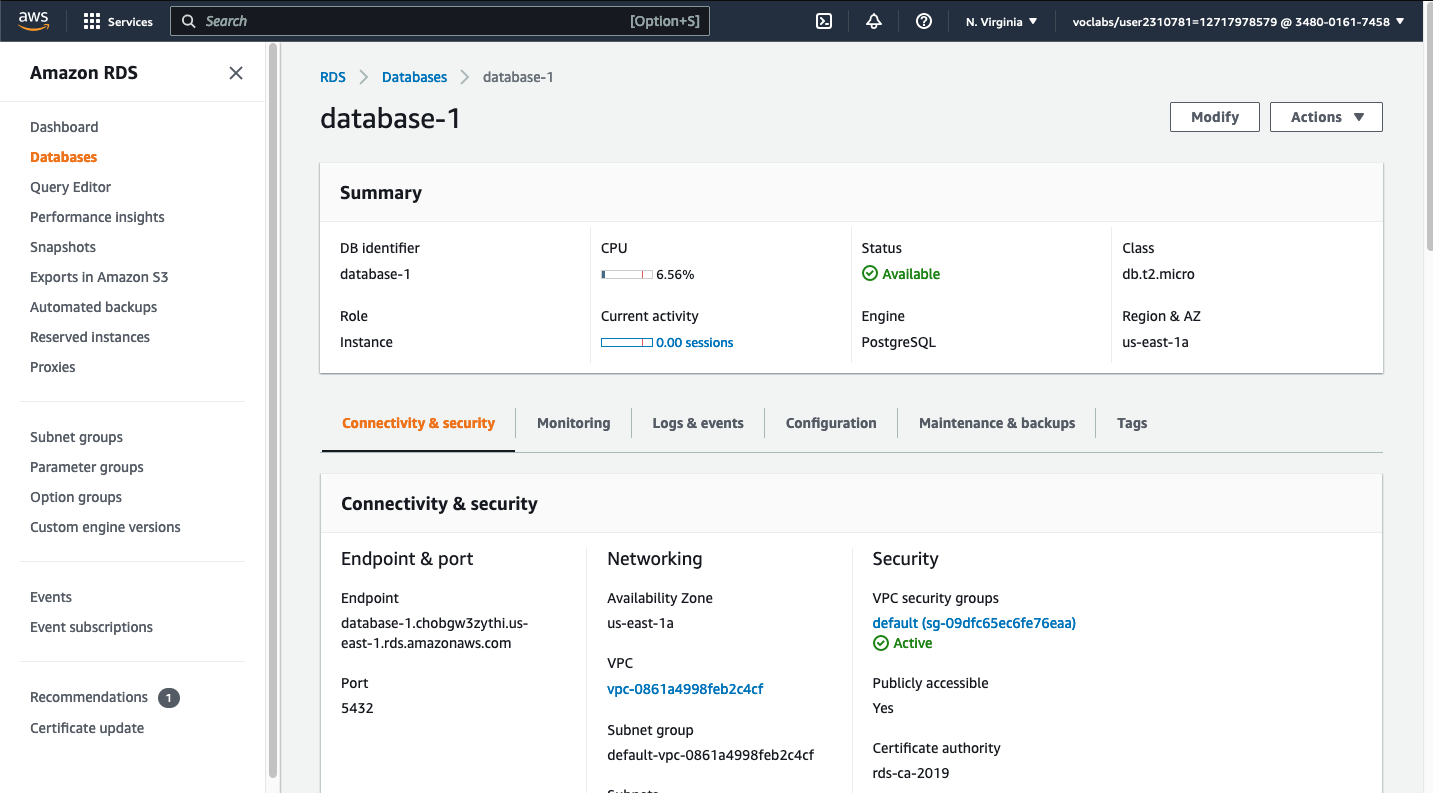 aws
Services
Search
[Option+S]
N. Virginia
voclabs/user2310781=12717978579 @ 3480-0161-7458
Amazon RDS
Dashboard
Databases
Query Editor
Performance insights
Snapshots
Exports in Amazon S3
Automated backups
Reserved instances
Proxies
Subnet groups
Parameter groups
Option groups
Custom engine versions
Events
Event subscriptions
Recommendations 1
Certificate update
RDS
Databases
database-1
database-1
Modify
Actions
Summary
DB identifier
database-1
CPU
6.56%
Status
Available
Class
db.t2.micro
Role
Instance
Current activity
0.00 sessions
Engine
PostgreSQL
Region & AZ
us-east-1a
Connectivity & security
Monitoring
Logs & events
Configuration
Maintenance & backups
Tags
Connectivity & security
Endpoint & port
Endpoint
database-1.chobgw3zythi.us-
east-1.rds.amazonaws.com
Port
5432
Networking
Availability Zone
us-east-1a
VPC
vpc-0861a4998feb2c4cf
Subnet group
default-vpc-0861a4998feb2c4cf
Subnets
Security
VPC security groups
default (sg-09dfc65ec6fe76eaa)
Active
Publicly accessible
Yes
Certificate authority
rds-ca-2019